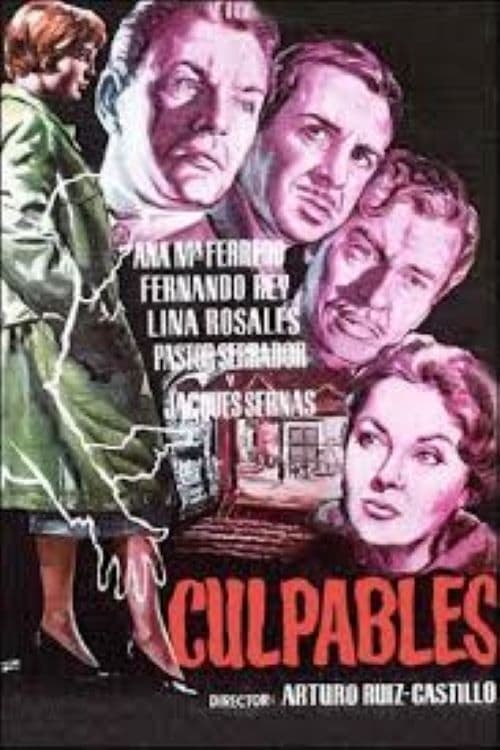 ANA Mª FERRERO
FERNANDO REY
LINA ROSALES
PASTOR SERRADOR
Y
JACQUES SERNAS
CULPABLES
DIRECTOR: ARTURO RUIZ-CASTILLO